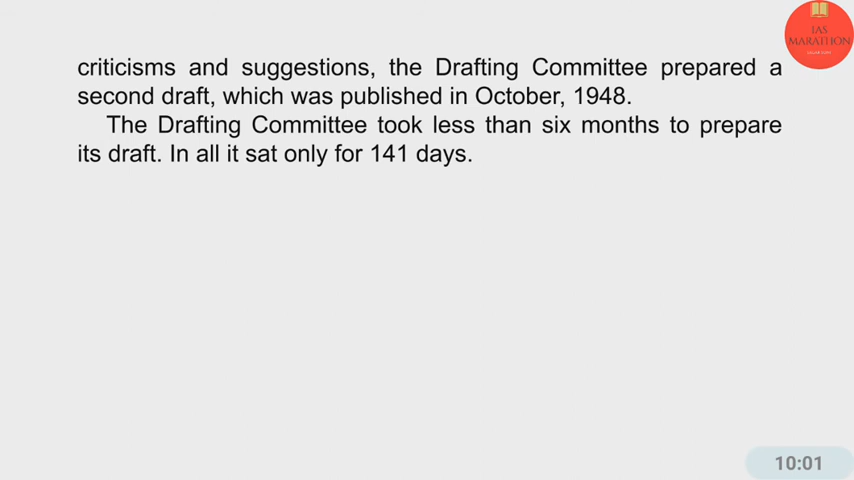 IAS
MARATHON
criticisms and suggestions, the Drafting Committee prepared a
second draft, which was published in October, 1948.
The Drafting Committee took less than six months to prepare
its draft. In all it sat only for 141 days.
10:01